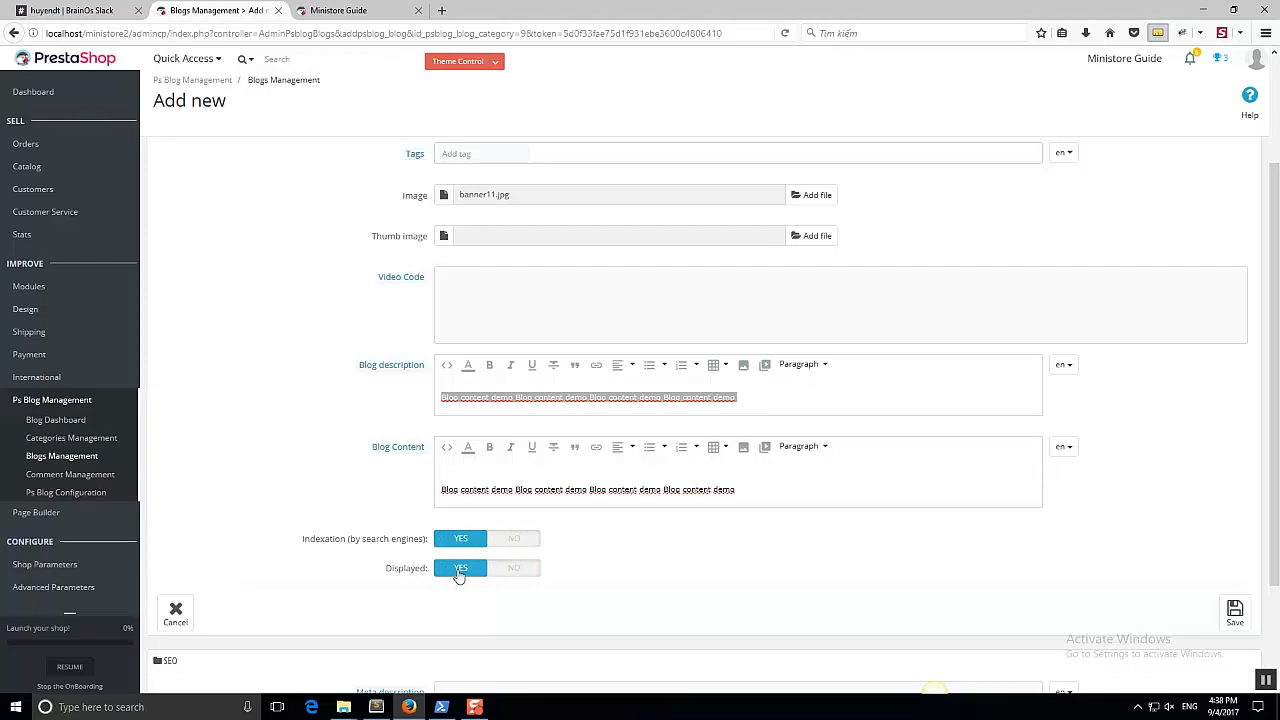 huyendt | BrainOs Slack
Blogs Management > Add n
Ministore Guide
localhost/ministore2/admincp/index.php?controller=AdminPsblogBlogs&addpsblog_blog&id_psblog_blog_category=9&token=5d0f33fae75d1f931ebe3600c4806410
Tìm kiếm
PrestaShop
Quick Access
Search
Theme Control
Ministore Guide
6
3
Ps Blog Management / Blogs Management
Add new
Help
Dashboard
SELL
Orders
Catalog
Customers
Customer Service
Stats
IMPROVE
Modules
Design
Shipping
Payment
International
Ps Blog Management
Blog Dashboard
Categories Management
Blogs Management
Comment Management
Ps Blog Configuration
Page Builder
CONFIGURE
Shop Parameters
Advanced Parameters
Launch your shop! 0%
RESUME
Stop the OnBoarding
Tags
Add tag
en
Image
banner11.jpg
Add file
Thumb image
Add file
Video Code
Blog description
Paragraph
en
Blog content demo Blog content demo Blog content demo Blog content demo
Blog Content
Paragraph
en
Blog content demo Blog content demo Blog content demo Blog content demo
Indexation (by search engines):
YES NO
Displayed:
YES NO
Cancel
Save
Activate Windows
Go to Settings to activate Windows.
SEO
Meta description
en
Type here to search
4:38 PM
9/4/2017